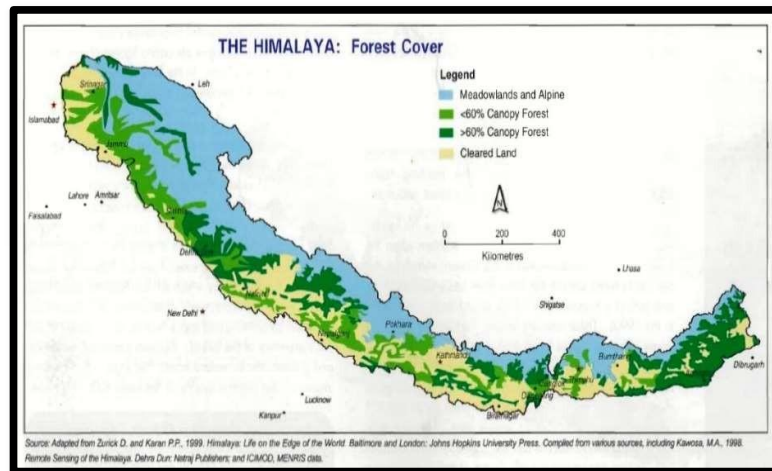 THE HIMALAYA: Forest Cover
Legend
Meadowlands and Alpine
<60% Canopy Forest
>60% Canopy Forest
Cleared Land
N
0 200 400
Kilometres
Srinagar
Leh
Islamabad
Jammu
Lahore Amritsar
Faisalabad
New Delhi
Lhasa
Shigatse
Pokhara
Kathmandu
Dibrugarh
Lucknow
Kanpur
Biratnagar
Source: Adapted from Zurick D. and Karan P.P., 1999. Himalaya: Life on the Edge of the World. Baltimore and London: Johns Hopkins University Press. Compiled from various sources, including Kawosa, M.A., 1998.
Remote Sensing of the Himalaya. Dehra Dun: Natraj Publishers; and ICIMOD, MENRIS data.